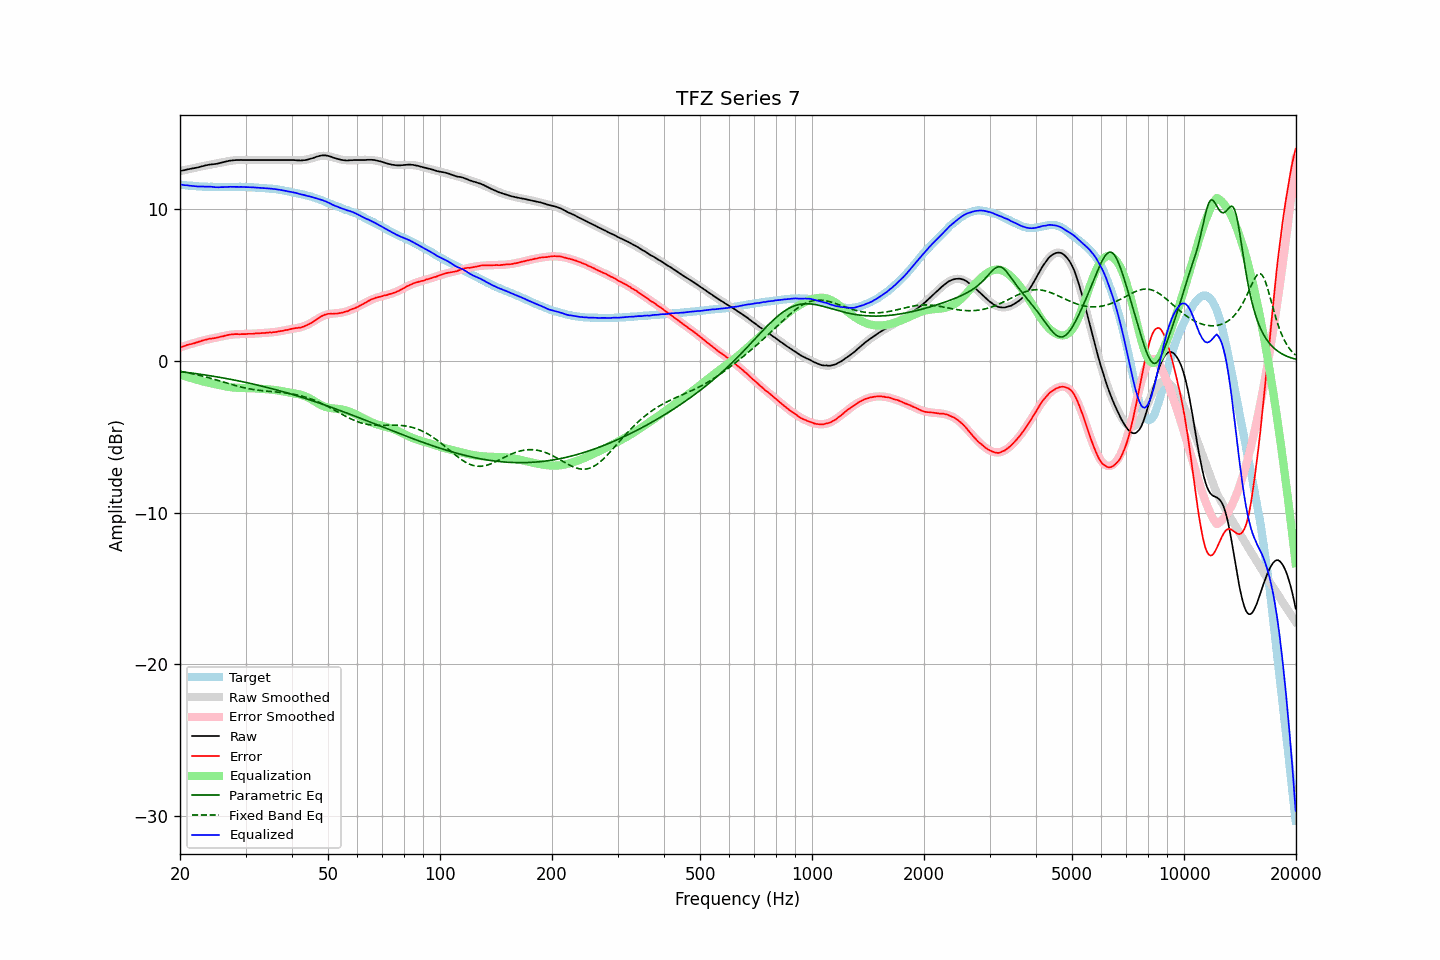 TFZ Series 7
10
0
−10
−20
−30
Amplitude (dBr)
Target
Raw Smoothed
Error Smoothed
Raw
Error
Equalization
Parametric Eq
Fixed Band Eq
Equalized
20 50 100 200 500 1000 2000 5000 10000 20000
Frequency (Hz)